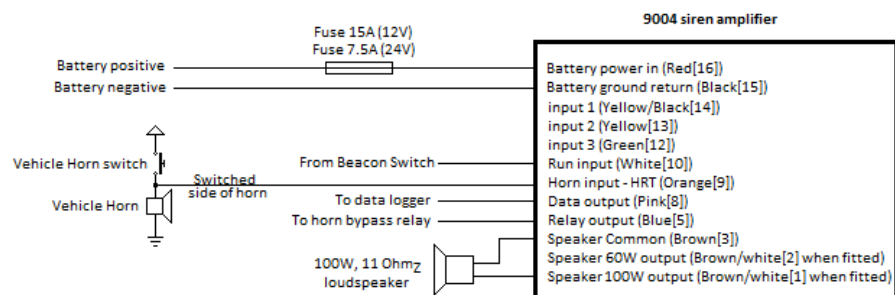 9004 siren amplifier
Fuse 15A (12V)
Fuse 7.5A (24V)
Battery positive
Battery negative
Vehicle Horn switch
Switched
side of horn
Vehicle Horn
From Beacon Switch
To data logger
To horn bypass relay
100W, 11 Ohm Z
loudspeaker
Battery power in (Red[16])
Battery ground return (Black[15])
input 1 (Yellow/Black[14])
input 2 (Yellow[13])
input 3 (Green[12])
Run input (White[10])
Horn input - HRT (Orange[9])
Data output (Pink[8])
Relay output (Blue[5])
Speaker Common (Brown[3])
Speaker 60W output (Brown/white[2] when fitted)
Speaker 100W output (Brown/white[1] when fitted)